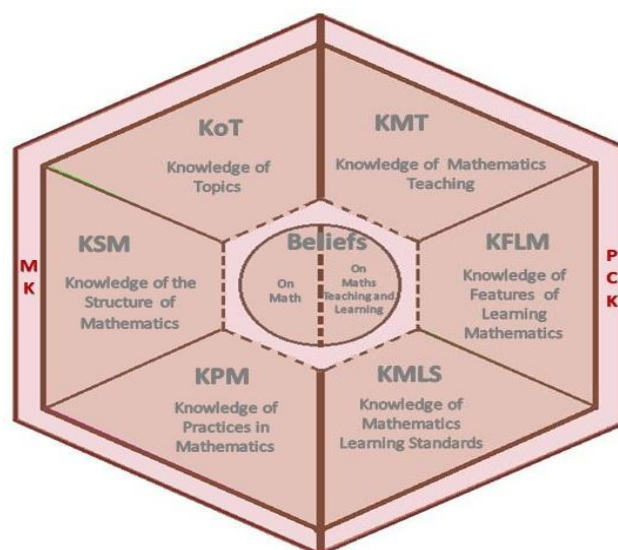 KoT
Knowledge of
Topics
KMT
Knowledge of Mathematics
Teaching
KSM
Knowledge of the
Structure of
Mathematics
MK
Beliefs
On
Math
On
Maths
Teaching and
Learning
KFLM
Knowledge of
Features of
Learning
Mathematics
PCK
KPM
Knowledge of
Practices in
Mathematics
KMLS
Knowledge of
Mathematics
Learning Standards